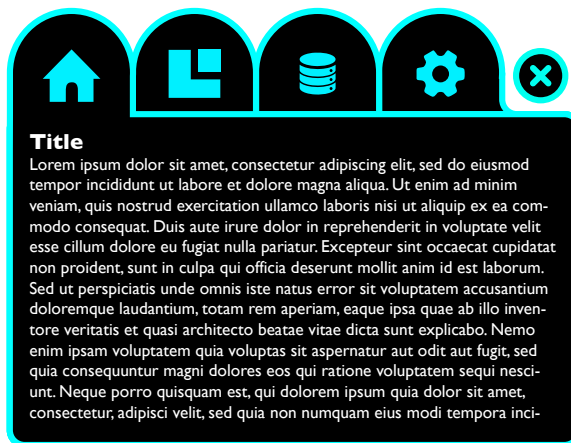 Title
Lorem ipsum dolor sit amet, consectetur adipiscing elit, sed do eiusmod
tempor incididunt ut labore et dolore magna aliqua. Ut enim ad minim
veniam, quis nostrud exercitation ullamco laboris nisi ut aliquip ex ea com-
modo consequat. Duis aute irure dolor in reprehenderit in voluptate velit
esse cillum dolore eu fugiat nulla pariatur. Excepteur sint occaecat cupidatat
non proident, sunt in culpa qui officia deserunt mollit anim id est laborum.
Sed ut perspiciatis unde omnis iste natus error sit voluptatem accusantium
doloremque laudantium, totam rem aperiam, eaque ipsa quae ab illo inven-
tore veritatis et quasi architecto beatae vitae dicta sunt explicabo. Nemo
enim ipsam voluptatem quia voluptas sit aspernatur aut odit aut fugit, sed
quia consequuntur magni dolores eos qui ratione voluptatem sequi nesci-
unt. Neque porro quisquam est, qui dolorem ipsum quia dolor sit amet,
consectetur, adipisci velit, sed quia non numquam eius modi tempora inci-